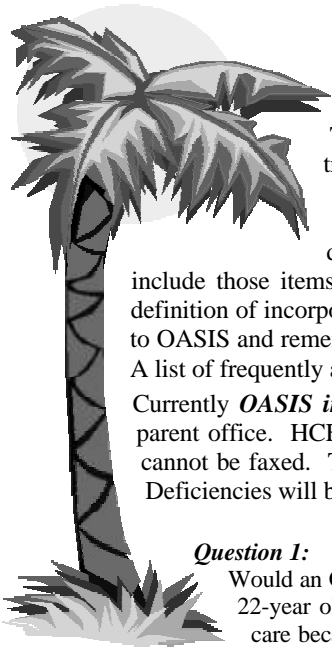 include those items
definition of incorpo
to OASIS and reme
A list of frequently a
Currently OASIS in
parent office. HCF
cannot be faxed. T
Deficiencies will b
Question 1:
Would an O
22-year o
care bec